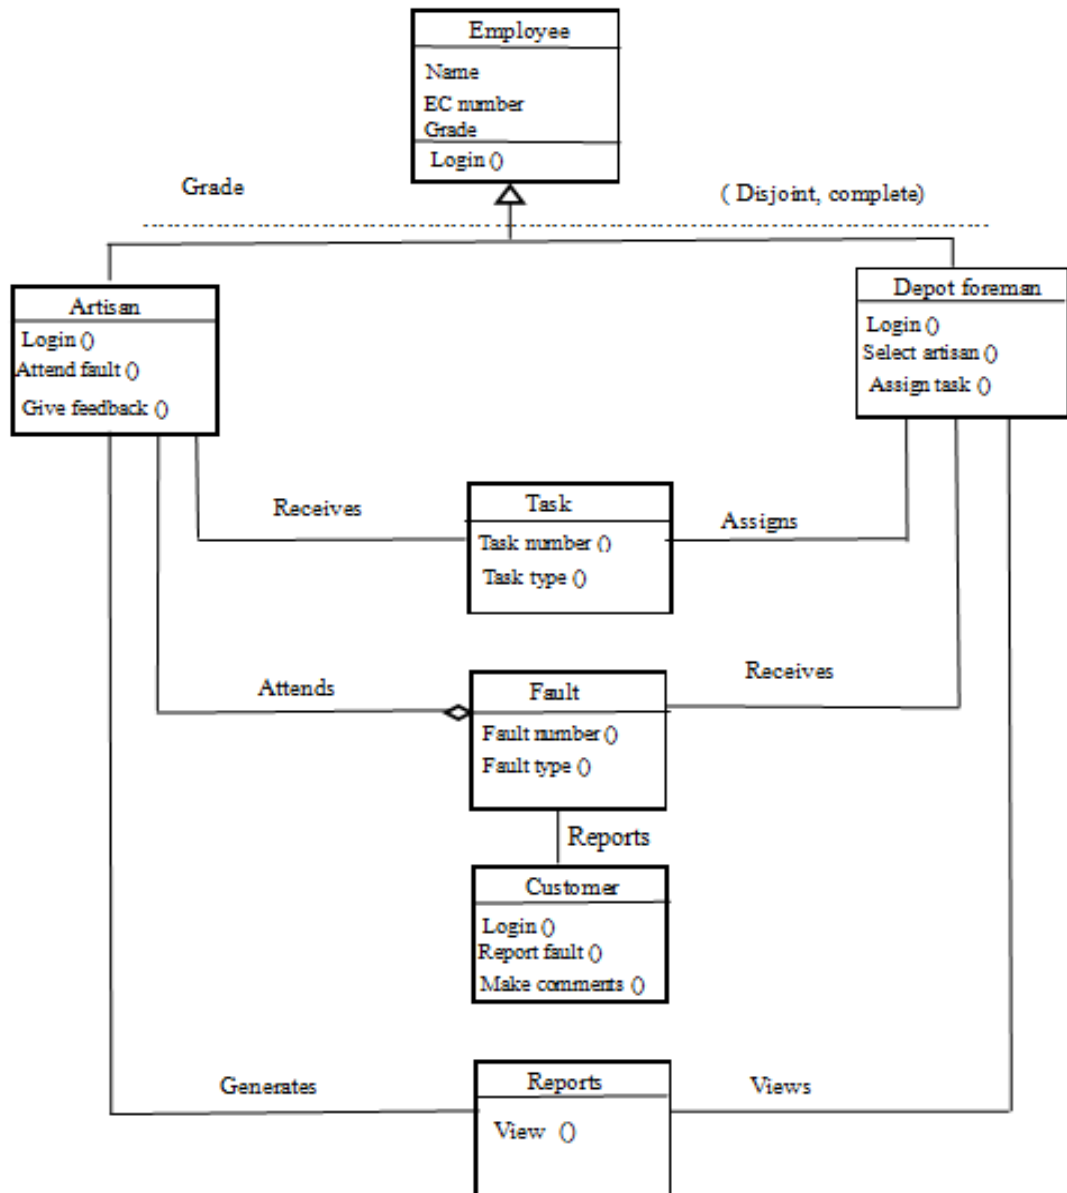 Employee
Name
EC number
Grade
Login ()
Grade
( Disjoint, complete)
Artisan
Login ()
Attend fault ()
Give feedback ()
Depot foreman
Login ()
Select artisan ()
Assign task ()
Receives
Task
Task number ()
Task type ()
Assigns
Attends
Fault
Fault number ()
Fault type ()
Receives
Reports
Customer
Login ()
Report fault ()
Make comments ()
Generates
Reports
View ()
Views